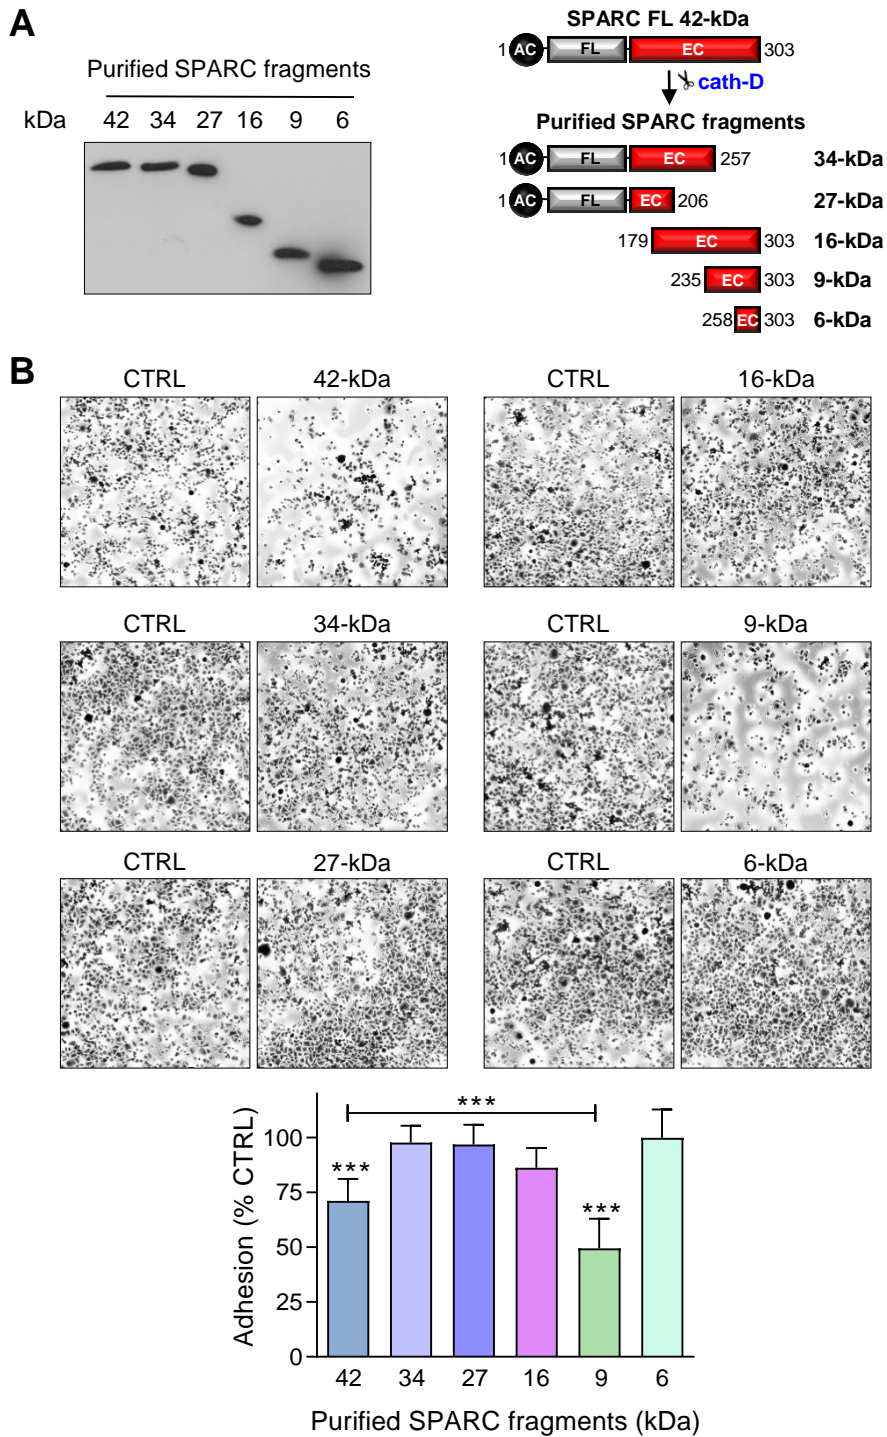 A
Purified SPARC fragments
kDa 42 34 27 16 9 6
SPARC FL 42-kDa
1 AC FL EC 303
cath-D
Purified SPARC fragments
1 AC FL EC 257 34-kDa
1 AC FL EC 206 27-kDa
179 EC 303 16-kDa
235 EC 303 9-kDa
258 EC 303 6-kDa
B
CTRL 42-kDa CTRL 16-kDa
CTRL 34-kDa CTRL 9-kDa
CTRL 27-kDa CTRL 6-kDa
Adhesion (% CTRL)
***
100
***
75
***
50
25
0
42 34 27 16 9 6
Purified SPARC fragments (kDa)